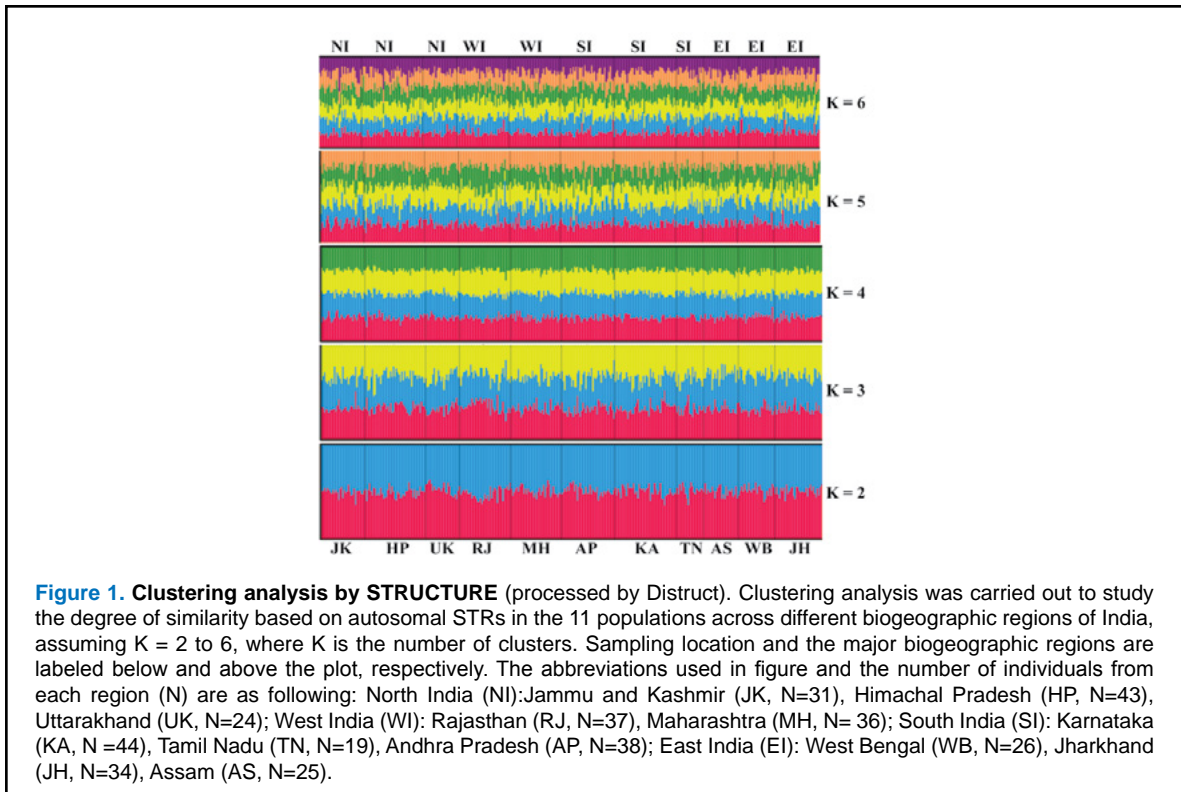 NI NI NI WI WI SI SI SI EI EI EI
K = 6
K = 5
K = 4
K = 3
K = 2
JK HP UK RJ MH AP KA TN AS WB JH
Figure 1. Clustering analysis by STRUCTURE (processed by Distruct). Clustering analysis was carried out to study
the degree of similarity based on autosomal STRs in the 11 populations across different biogeographic regions of India,
assuming K = 2 to 6, where K is the number of clusters. Sampling location and the major biogeographic regions are
labeled below and above the plot, respectively. The abbreviations used in figure and the number of individuals from
each region (N) are as following: North India (NI):Jammu and Kashmir (JK, N=31), Himachal Pradesh (HP, N=43),
Uttarakhand (UK, N=24); West India (WI): Rajasthan (RJ, N=37), Maharashtra (MH, N= 36); South India (SI): Karnataka
(KA, N =44), Tamil Nadu (TN, N=19), Andhra Pradesh (AP, N=38); East India (EI): West Bengal (WB, N=26), Jharkhand
(JH, N=34), Assam (AS, N=25).